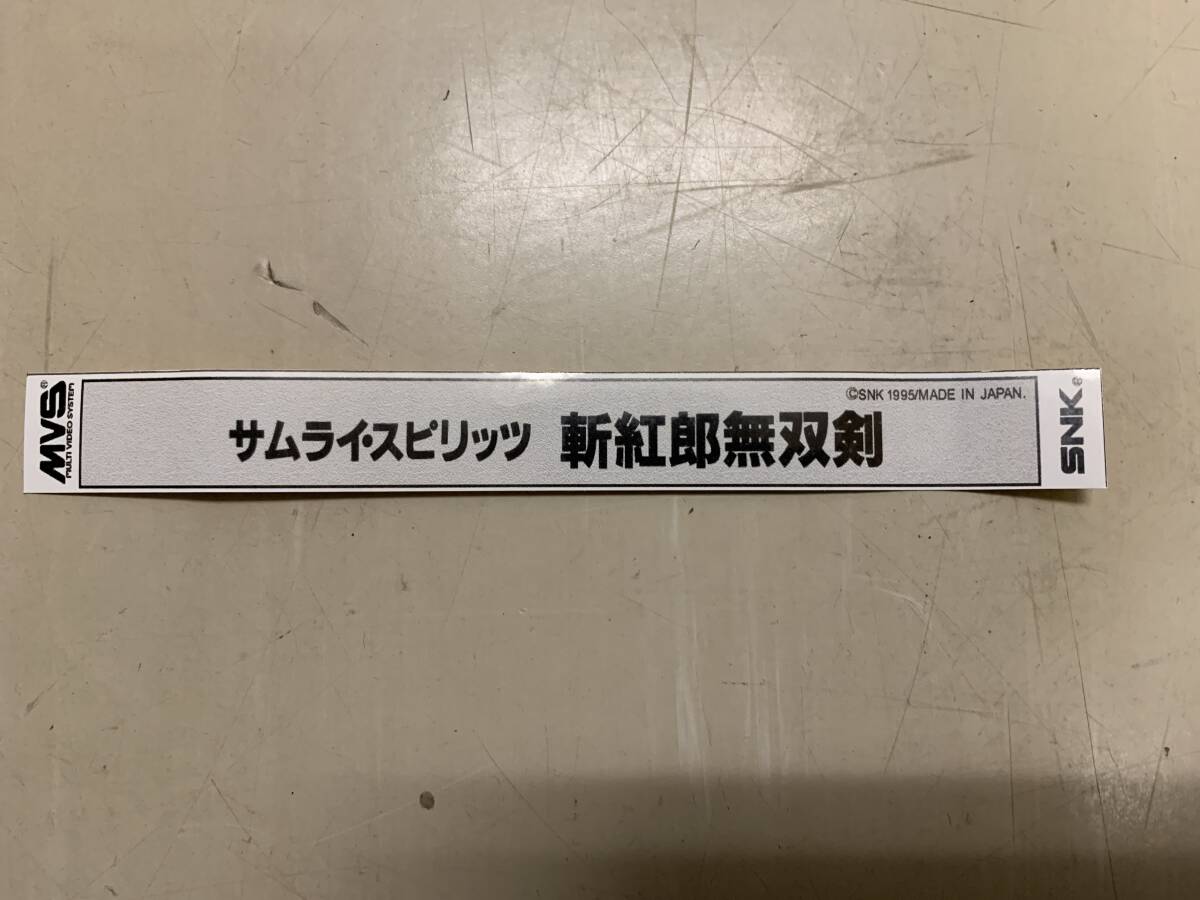 MVS®
MULTI VIDEO SYSTEM
©SNK 1995/MADE IN JAPAN.
サムライ・スピリッツ 斬紅郎無双剣
SNK®